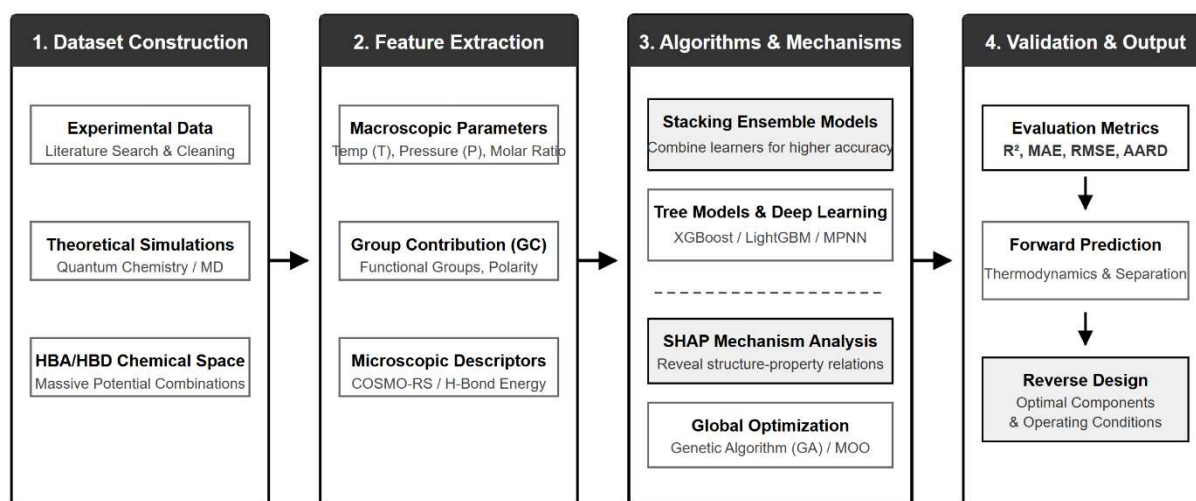 1. Dataset Construction
Experimental Data
Literature Search & Cleaning
Theoretical Simulations
Quantum Chemistry / MD
HBA/HBD Chemical Space
Massive Potential Combinations
2. Feature Extraction
Macroscopic Parameters
Temp (T), Pressure (P), Molar Ratio
Group Contribution (GC)
Functional Groups, Polarity
Microscopic Descriptors
COSMO-RS / H-Bond Energy
3. Algorithms & Mechanisms
Stacking Ensemble Models
Combine learners for higher accuracy
Tree Models & Deep Learning
XGBoost / LightGBM / MPNN
SHAP Mechanism Analysis
Reveal structure-property relations
Global Optimization
Genetic Algorithm (GA) / MOO
4. Validation & Output
Evaluation Metrics
R², MAE, RMSE, AARD
Forward Prediction
Thermodynamics & Separation
Reverse Design
Optimal Components
& Operating Conditions